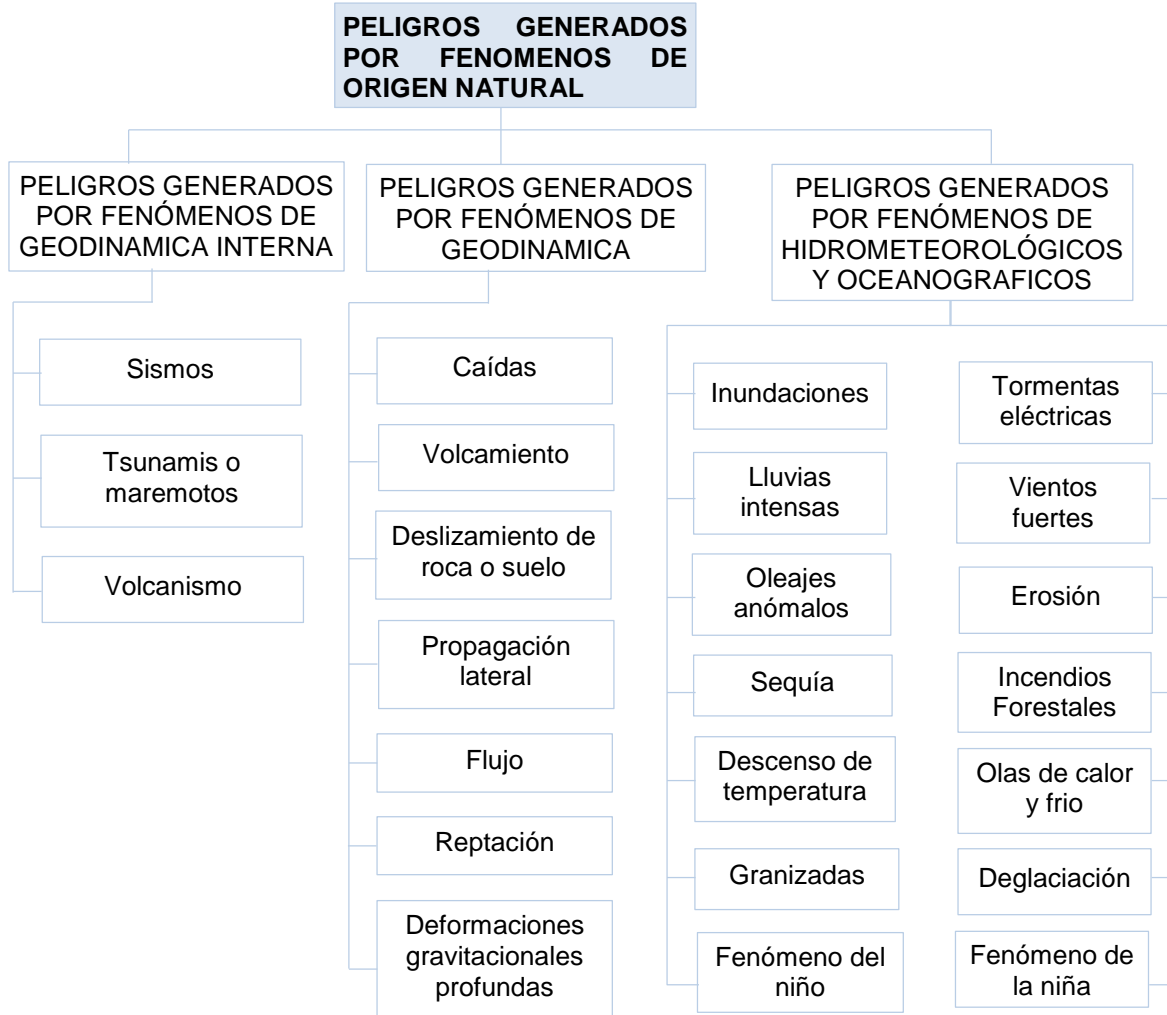 PELIGROS GENERADOS
POR FENOMENOS DE
ORIGEN NATURAL
PELIGROS GENERADOS
POR FENÓMENOS DE
GEODINAMICA INTERNA
Sismos
Tsunamis o
maremotos
Volcanismo
PELIGROS GENERADOS
POR FENÓMENOS DE
GEODINAMICA
Caídas
Volcamiento
Deslizamiento de
roca o suelo
Propagación
lateral
Flujo
Reptación
Deformaciones
gravitacionales
profundas
PELIGROS GENERADOS
POR FENÓMENOS DE
HIDROMETEOROLÓGICOS
Y OCEANOGRAFICOS
Inundaciones
Lluvias
intensas
Oleajes
anómalos
Sequía
Descenso de
temperatura
Granizadas
Fenómeno del
niño
Tormentas
eléctricas
Vientos
fuertes
Erosión
Incendios
Forestales
Olas de calor
y frio
Deglaciación
Fenómeno de
la niña